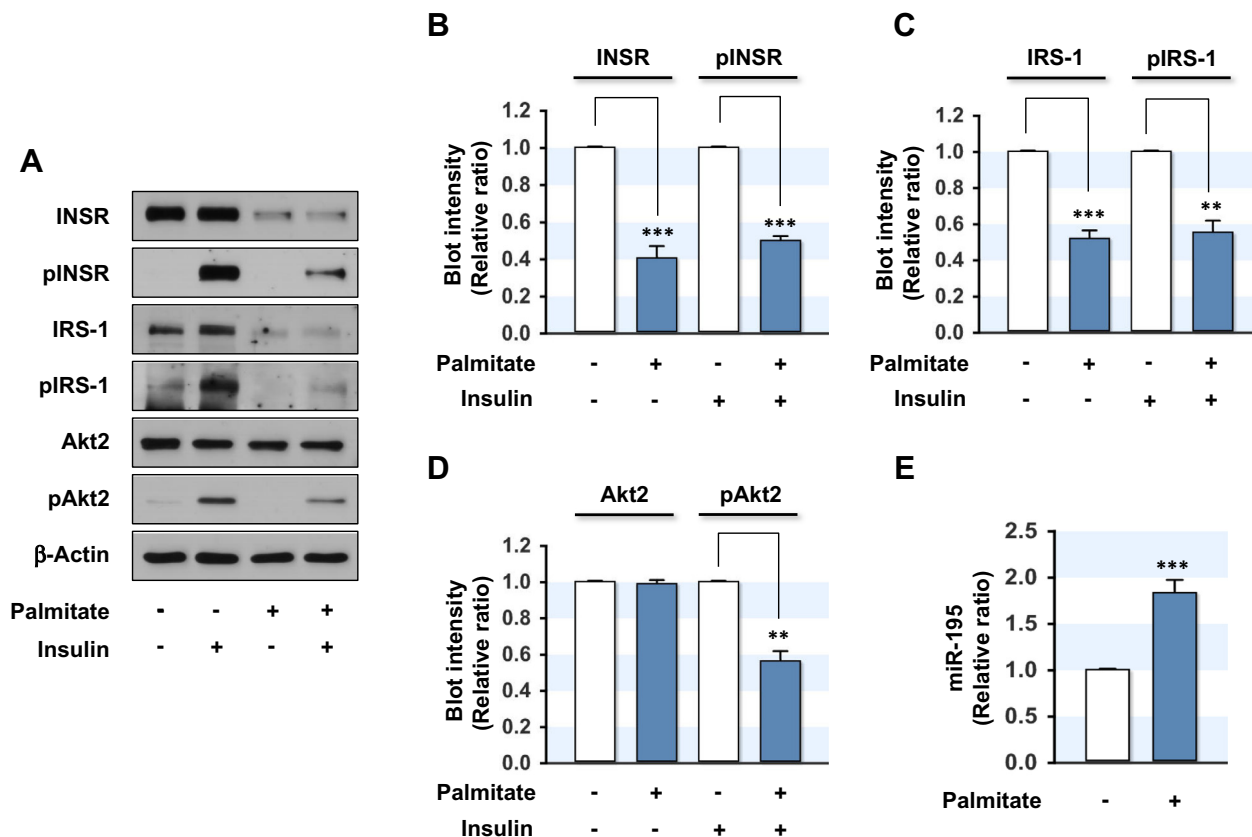 A
INSR
pINSR
IRS-1
pIRS-1
Akt2
pAkt2
β-Actin
Palmitate - - + +
Insulin - + - +
B
INSR pINSR
Blot intensity
(Relative ratio)
1.2
1.0
0.8
0.6
0.4
0.2
0.0
*** ***
Palmitate - + - +
Insulin - - + +
C
IRS-1 pIRS-1
Blot intensity
(Relative ratio)
1.2
1.0
0.8
0.6
0.4
0.2
0.0
*** **
Palmitate - + - +
Insulin - - + +
D
Akt2 pAkt2
Blot intensity
(Relative ratio)
1.2
1.0
0.8
0.6
0.4
0.2
0.0
**
Palmitate - + - +
Insulin - - + +
E
miR-195
(Relative ratio)
2.5
2.0
1.5
1.0
0.5
0.0
***
Palmitate - +